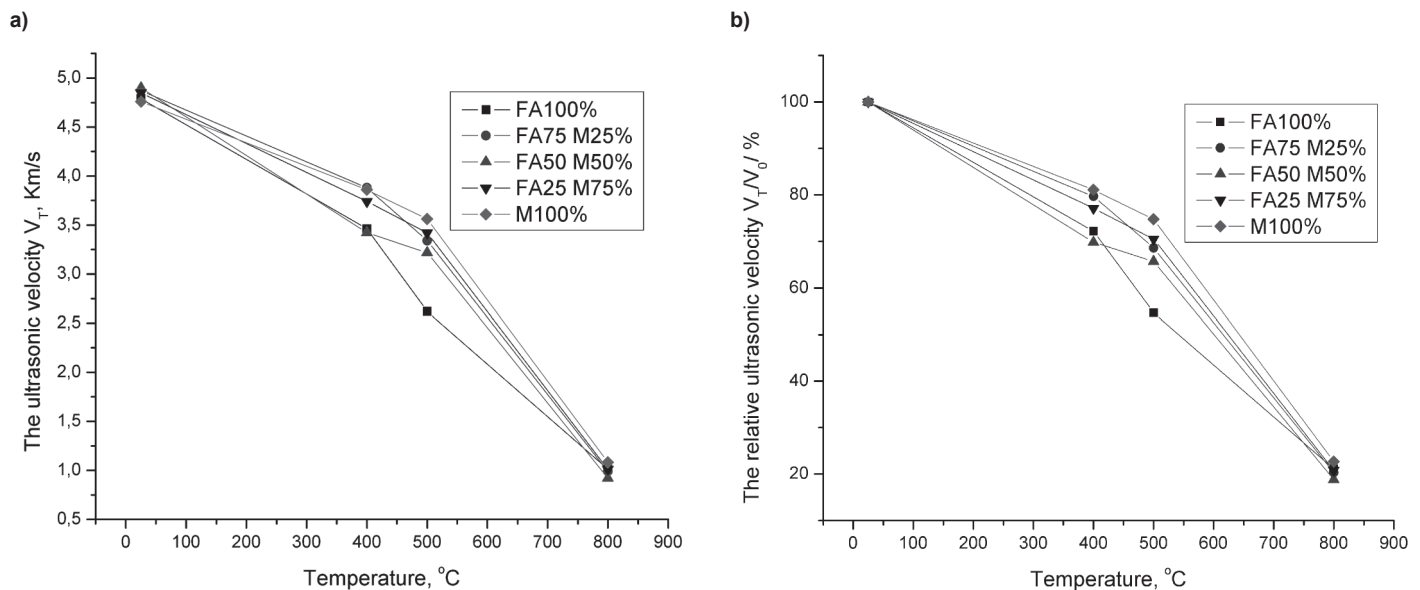 a)
The ultrasonic velocity V_T, Km/s
5,0
4,5
4,0
3,5
3,0
2,5
2,0
1,5
1,0
0,5
0 100 200 300 400 500 600 700 800 900
Temperature, °C
FA100%
FA75 M25%
FA50 M50%
FA25 M75%
M100%
b)
The relative ultrasonic velocity V_T/V_0/ %
100
80
60
40
20
0 100 200 300 400 500 600 700 800 900
Temperature, °C
FA100%
FA75 M25%
FA50 M50%
FA25 M75%
M100%